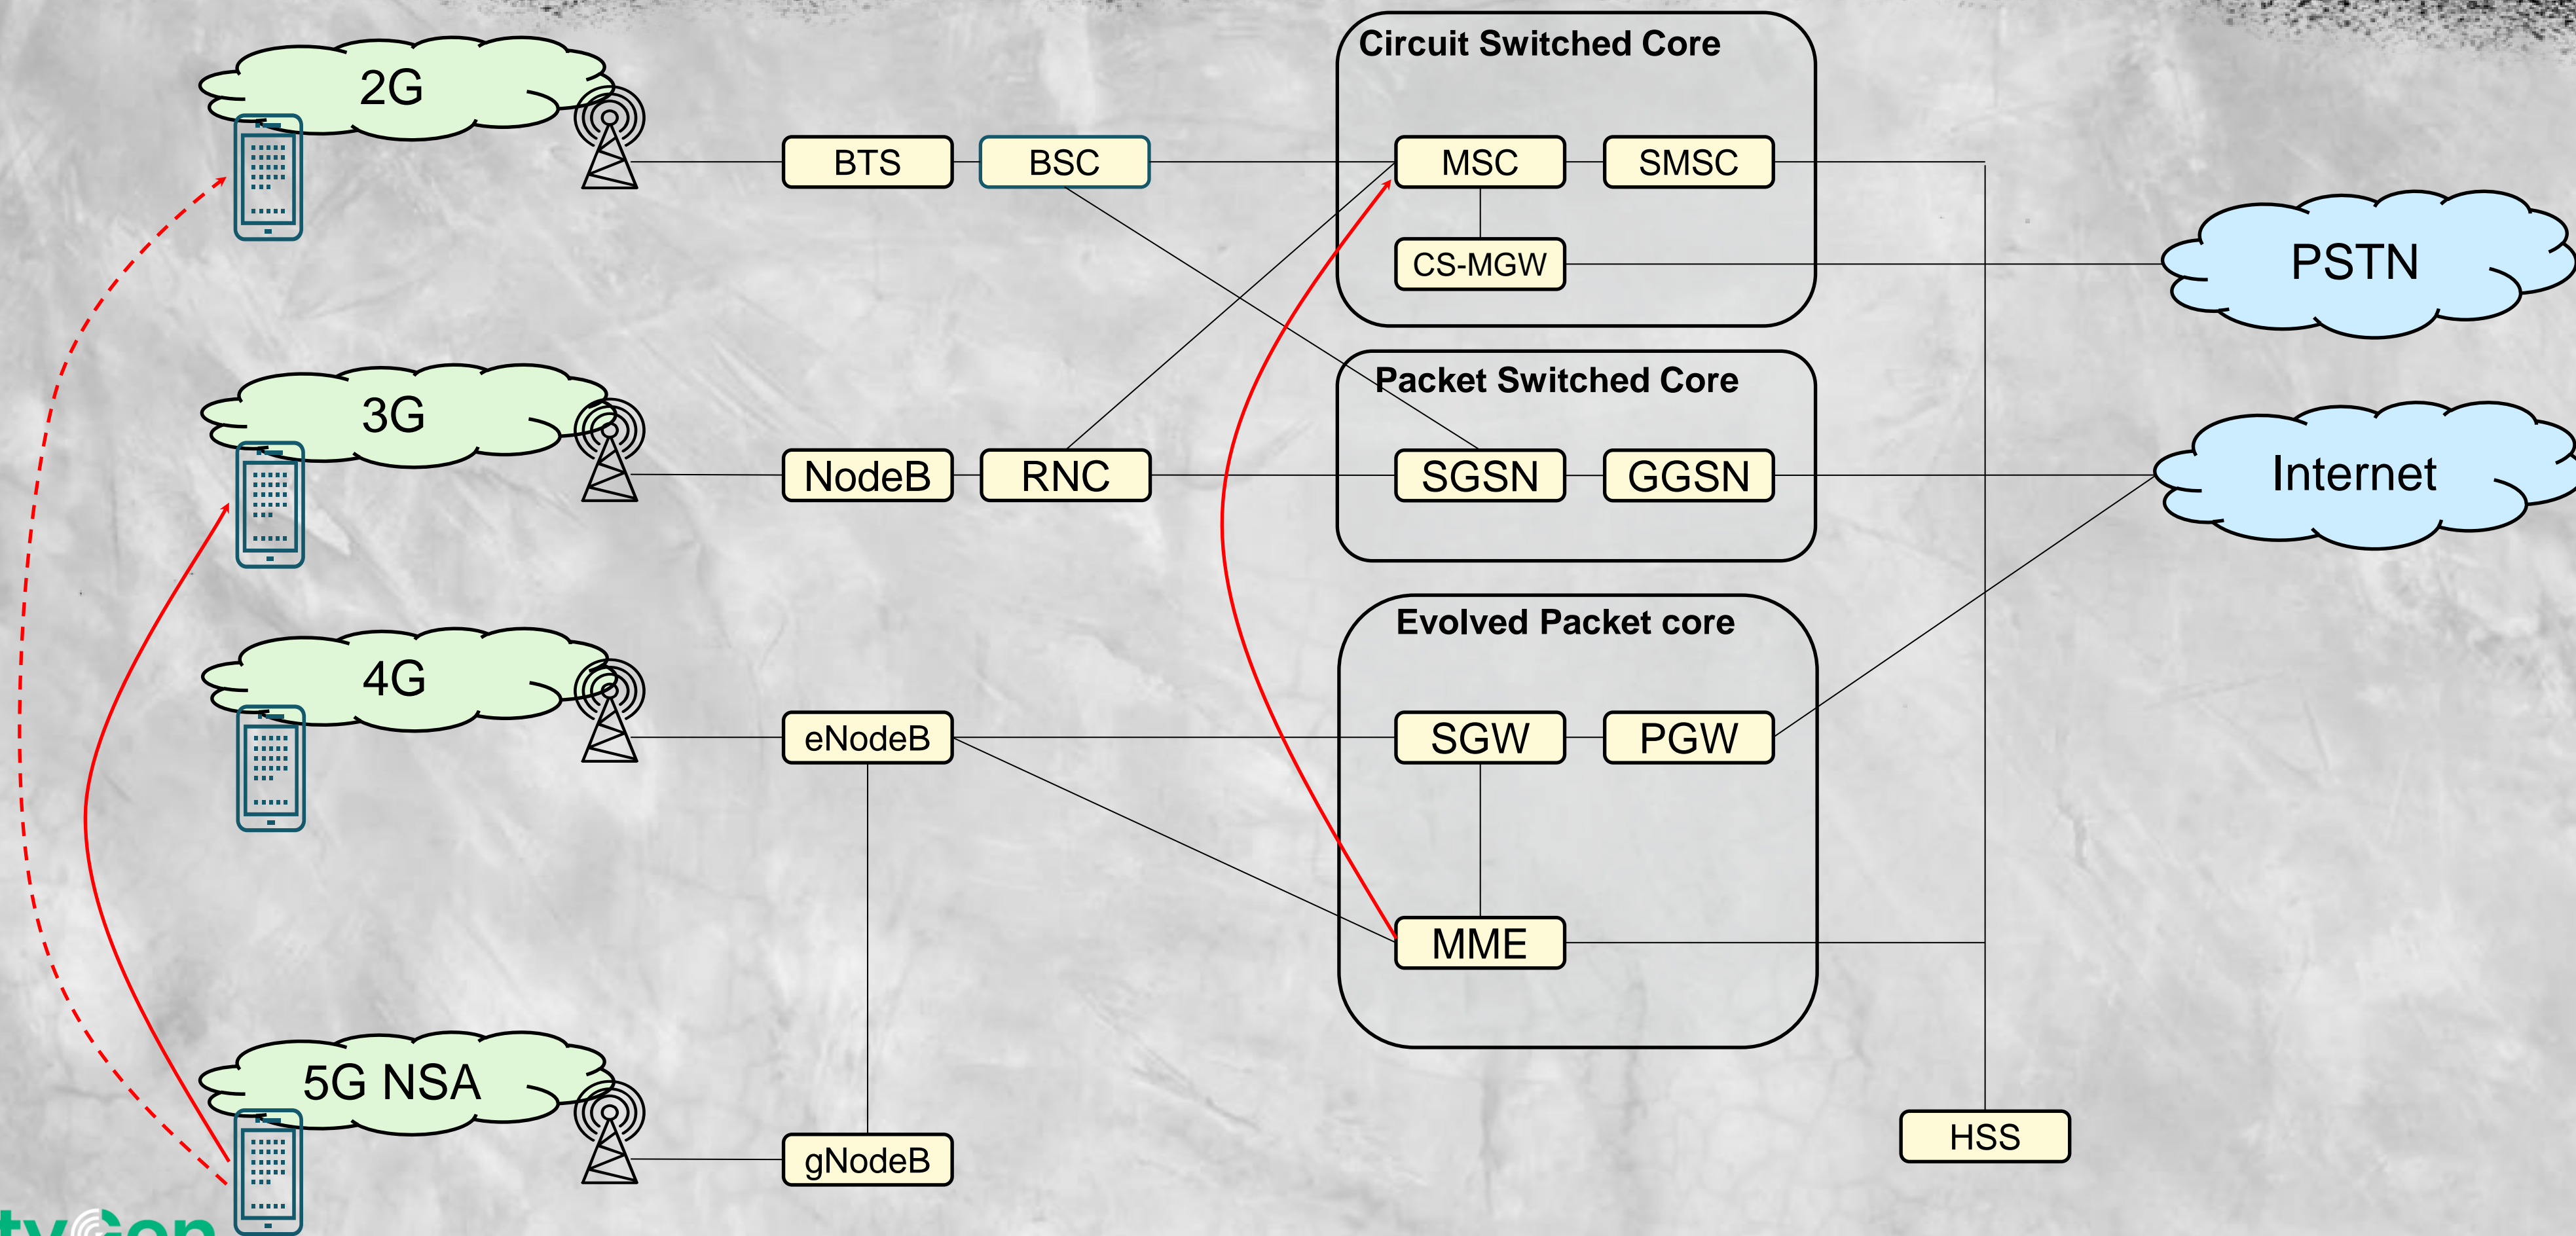 Circuit Switched Core
2G
BTS
BSC
MSC
SMSC
CS-MGW
PSTN
Packet Switched Core
3G
NodeB
RNC
SGSN
GGSN
Internet
Evolved Packet core
4G
eNodeB
SGW
PGW
MME
5G NSA
gNodeB
HSS